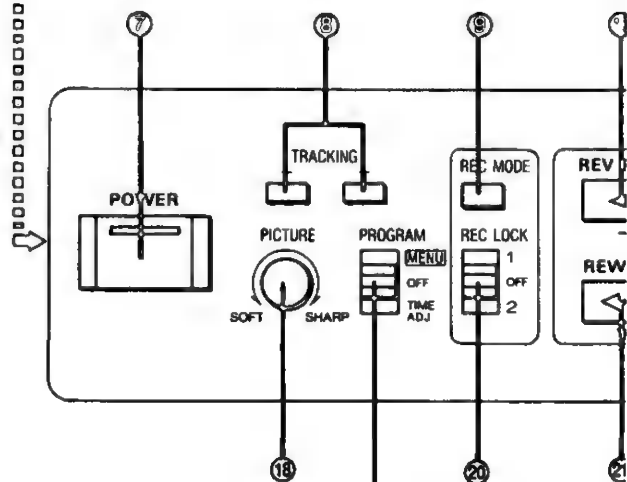 7 8 9
TRACKING
REC MODE
REV
POWER
PICTURE
PROGRAM
REC LOCK
MENU
1
OFF
OFF
REW
SOFT
SHARP
TIME
ADJ
2
18 20 21